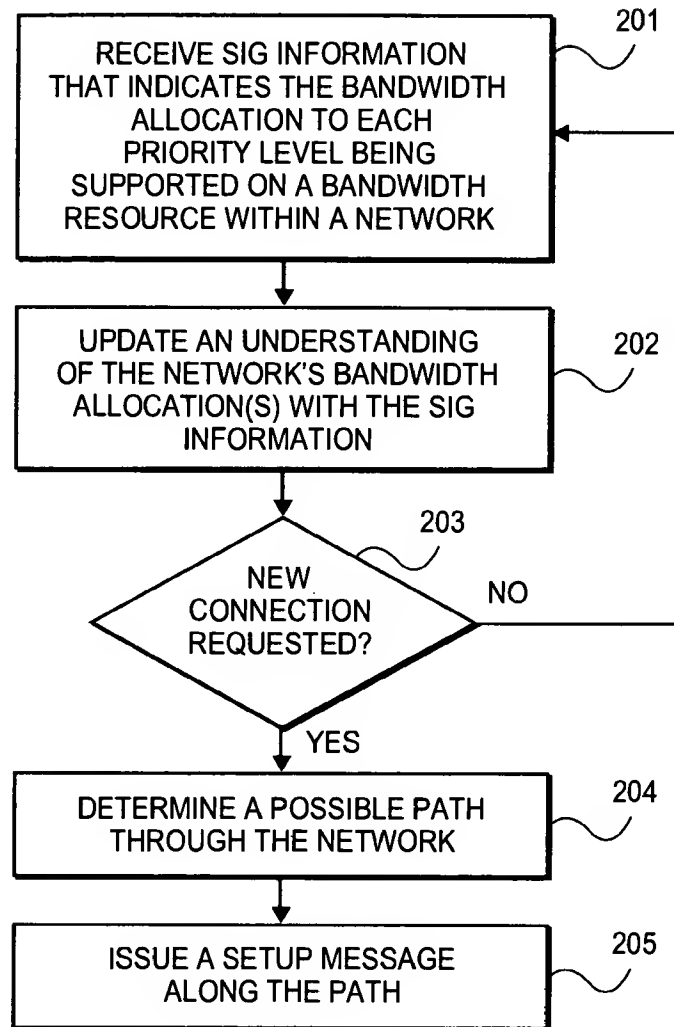 201
RECEIVE SIG INFORMATION
THAT INDICATES THE BANDWIDTH
ALLOCATION TO EACH
PRIORITY LEVEL BEING
SUPPORTED ON A BANDWIDTH
RESOURCE WITHIN A NETWORK
202
UPDATE AN UNDERSTANDING
OF THE NETWORK'S BANDWIDTH
ALLOCATION(S) WITH THE SIG
INFORMATION
203
NEW
CONNECTION
REQUESTED?
NO
YES
204
DETERMINE A POSSIBLE PATH
THROUGH THE NETWORK
205
ISSUE A SETUP MESSAGE
ALONG THE PATH